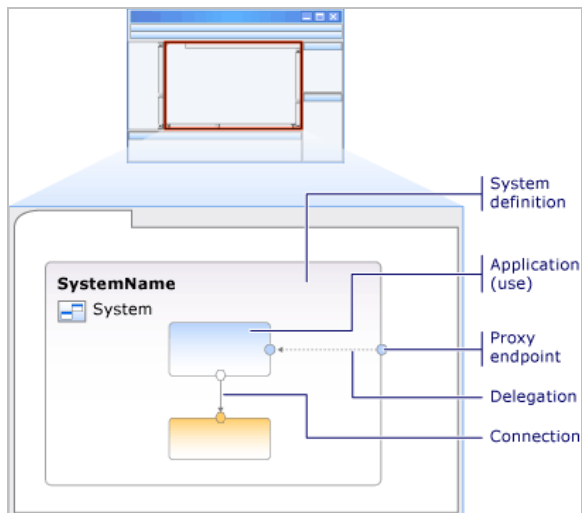 System
definition
Application
(use)
SystemName
System
Proxy
endpoint
Delegation
Connection